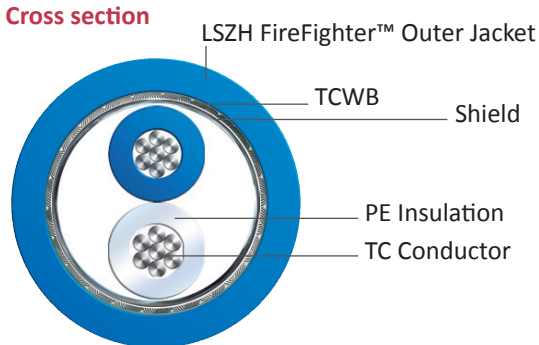 Cross section
LSZH FireFighter™ Outer Jacket
TCWB
Shield
PE Insulation
TC Conductor